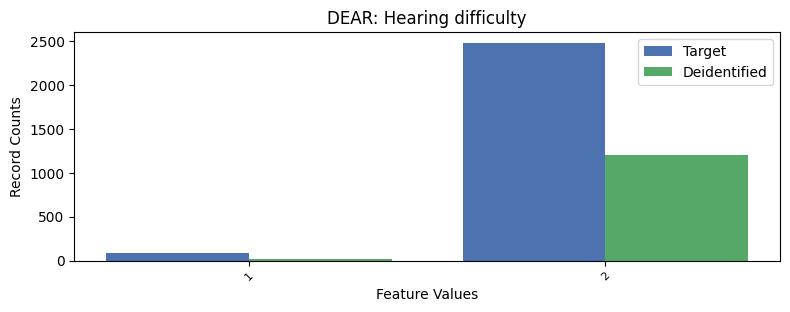 DEAR: Hearing difficulty
Target
Deidentified
Record Counts
2500
2000
1500
1000
500
0
1
2
Feature Values